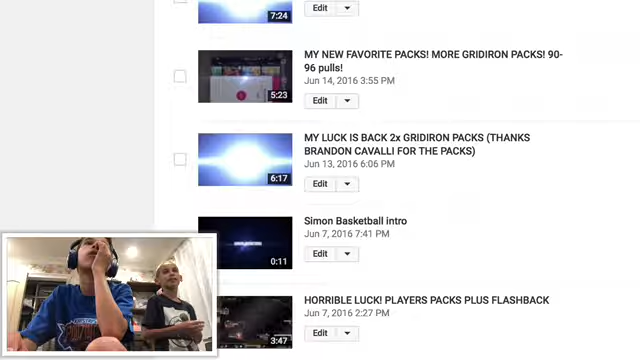 7:24
Edit
MY NEW FAVORITE PACKS! MORE GRIDIRON PACKS! 90-
96 pulls!
Jun 14, 2016 3:55 PM
5:23
Edit
MY LUCK IS BACK 2x GRIDIRON PACKS (THANKS
BRANDON CAVALLI FOR THE PACKS)
Jun 13, 2016 6:06 PM
6:17
Edit
Simon Basketball intro
Jun 7, 2016 7:41 PM
0:11
Edit
HORRIBLE LUCK! PLAYERS PACKS PLUS FLASHBACK
Jun 7, 2016 2:27 PM
3:47
Edit